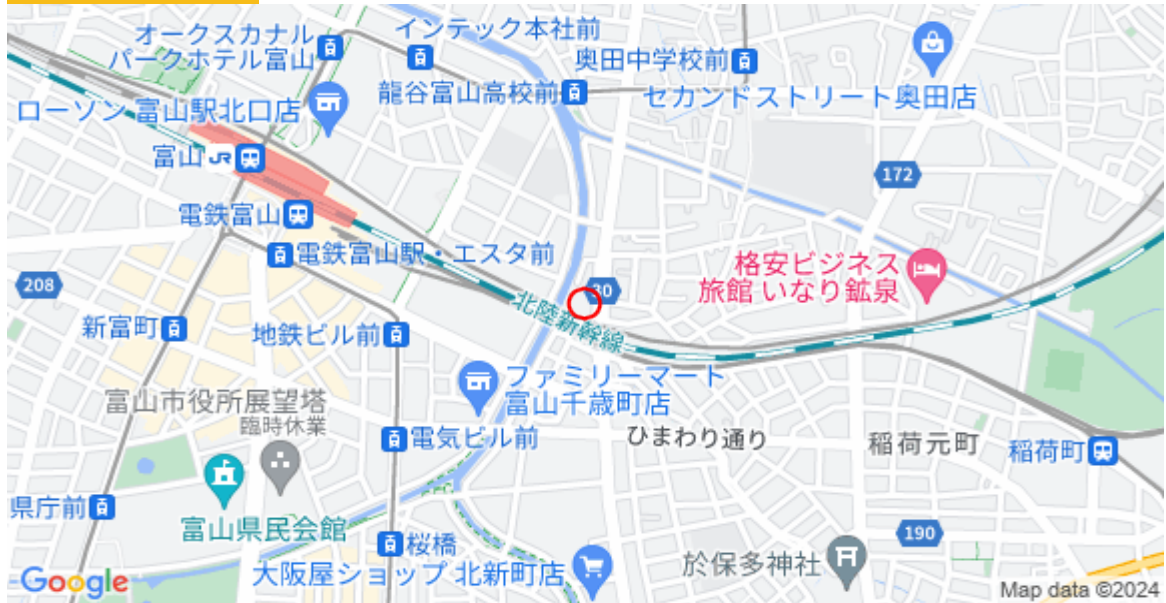 オークスカナル
パークホテル富山
インテック本社前
奥田中学校前
龍谷富山高校前
セカンドストリート奥田店
ローソン 富山駅北口店
富山 JR
172
電鉄富山
電鉄富山駅・エスタ前
格安ビジネス
旅館 いなり鉱泉
208
30
北陸新幹線
新富町
地鉄ビル前
ファミリーマート
富山千歳町店
富山市役所展望塔
臨時休業
電気ビル前
ひまわり通り
稲荷元町
稲荷町
県庁前
富山県民会館
190
桜橋
大阪屋ショップ 北新町店
於保多神社
Google
Map data ©2024